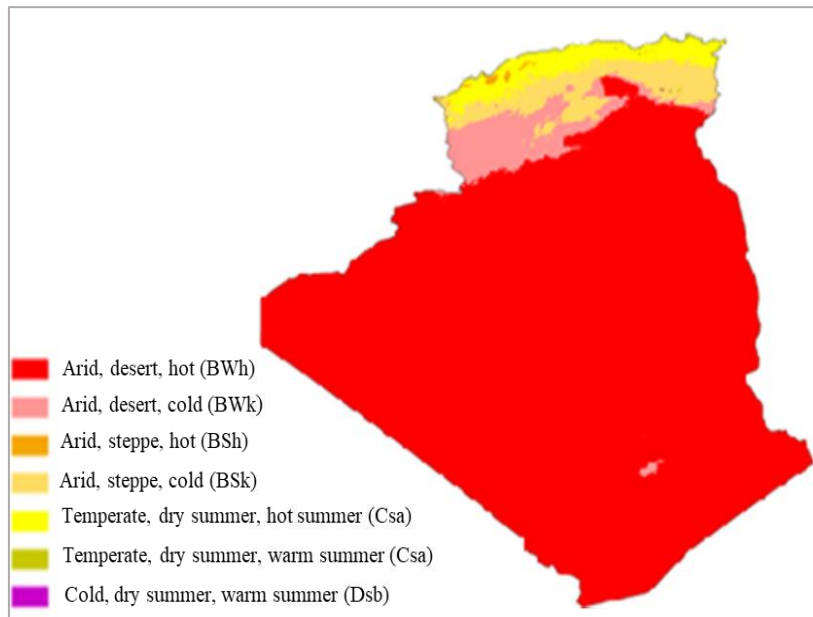 Arid, desert, hot (BWh)
Arid, desert, cold (BWk)
Arid, steppe, hot (BSh)
Arid, steppe, cold (BSk)
Temperate, dry summer, hot summer (Csa)
Temperate, dry summer, warm summer (Csa)
Cold, dry summer, warm summer (Dsb)